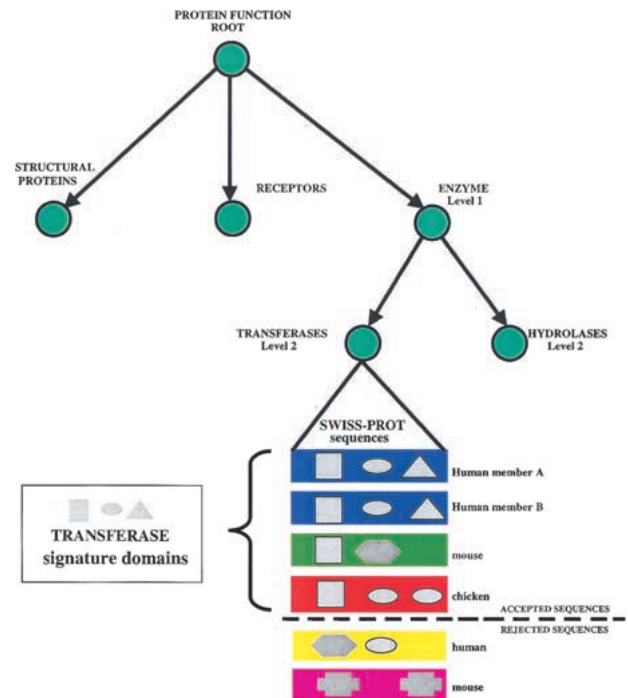 PROTEIN FUNCTION
ROOT
STRUCTURAL
PROTEINS
RECEPTORS
ENZYME
Level 1
TRANSFERASES
Level 2
HYDROLASES
Level 2
SWISS-PROT
sequences
Human member A
Human member B
TRANSFERASE
signature domains
mouse
chicken
ACCEPTED SEQUENCES
REJECTED SEQUENCES
human
mouse